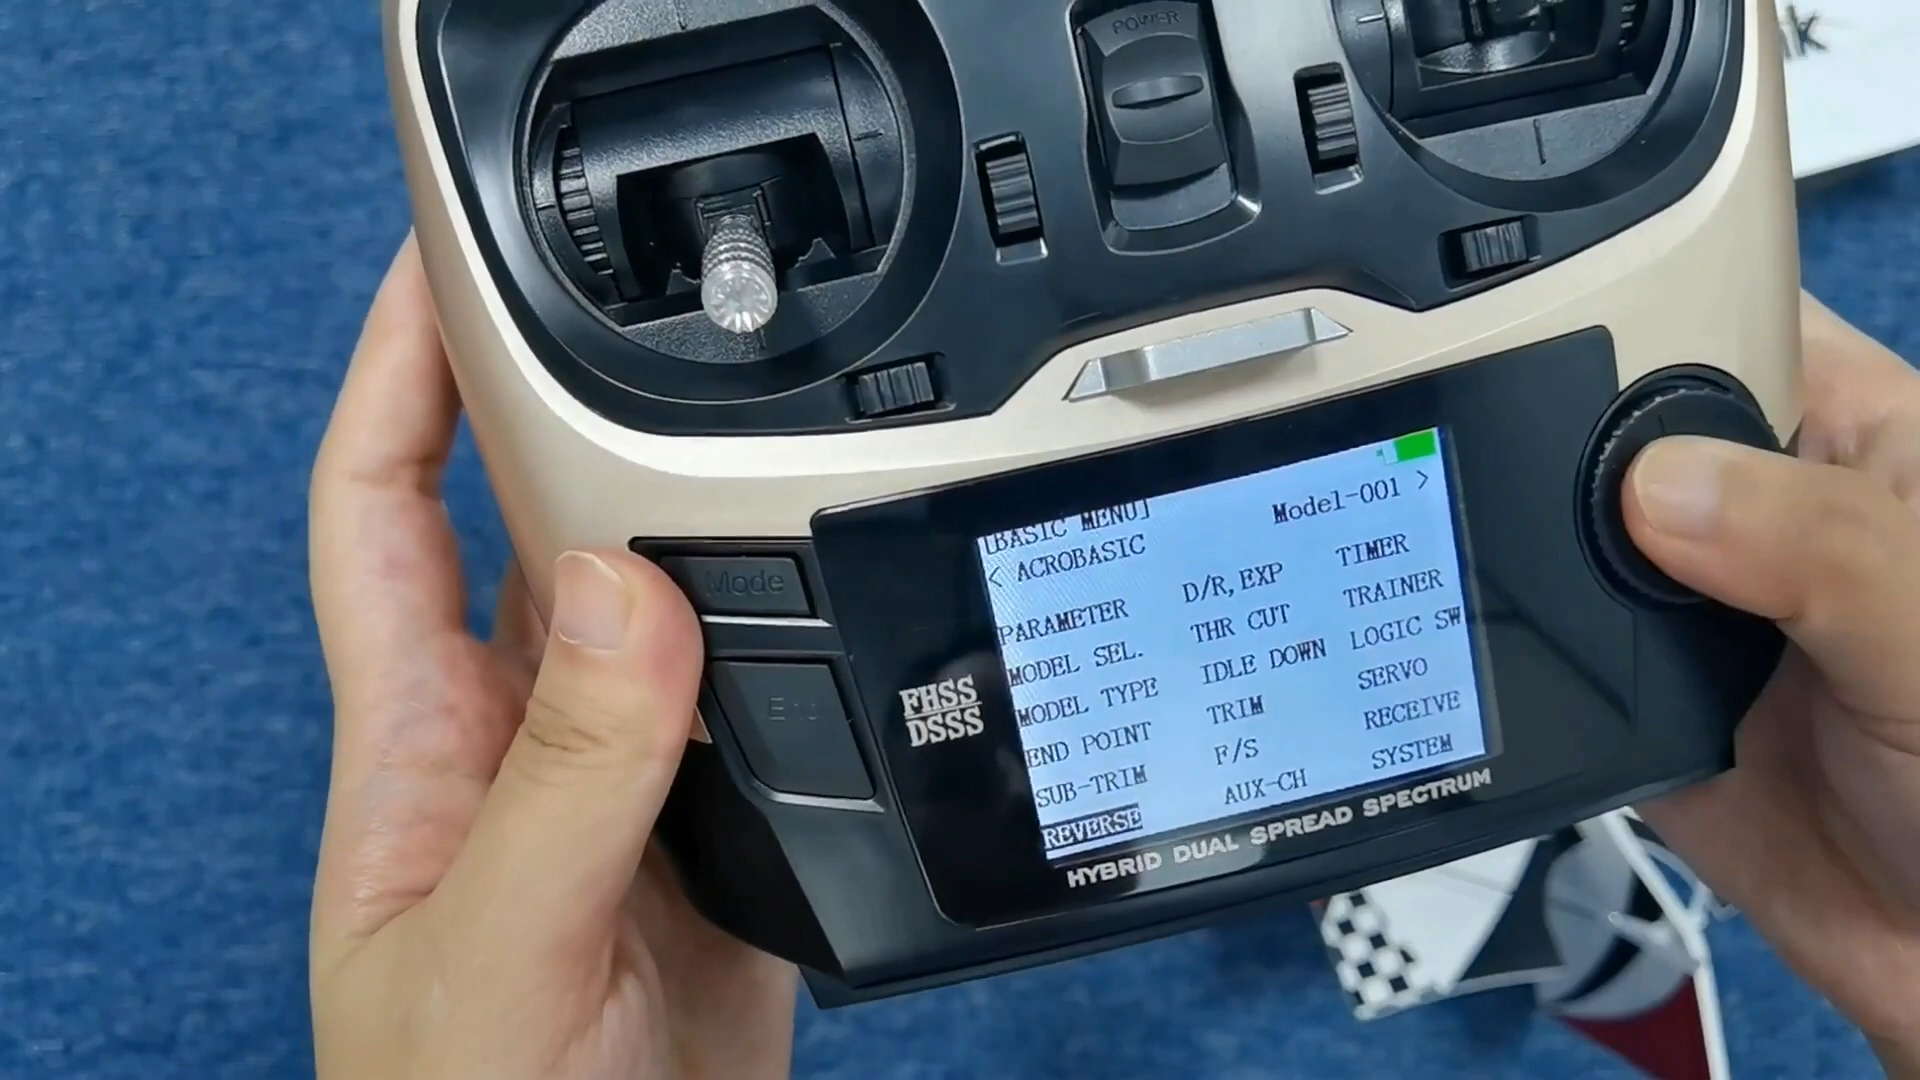 POWER
[BASIC MENU]
Model-001 >
< ACROBASIC
PARAMETER D/R,EXP TIMER
MODEL SEL. THR CUT TRAINER
MODEL TYPE IDLE DOWN LOGIC SW
END POINT TRIM SERVO
SUB-TRIM F/S RECEIVE
REVERSE AUX-CH SYSTEM
Mode
End
FHSS
DSSS
HYBRID DUAL SPREAD SPECTRUM